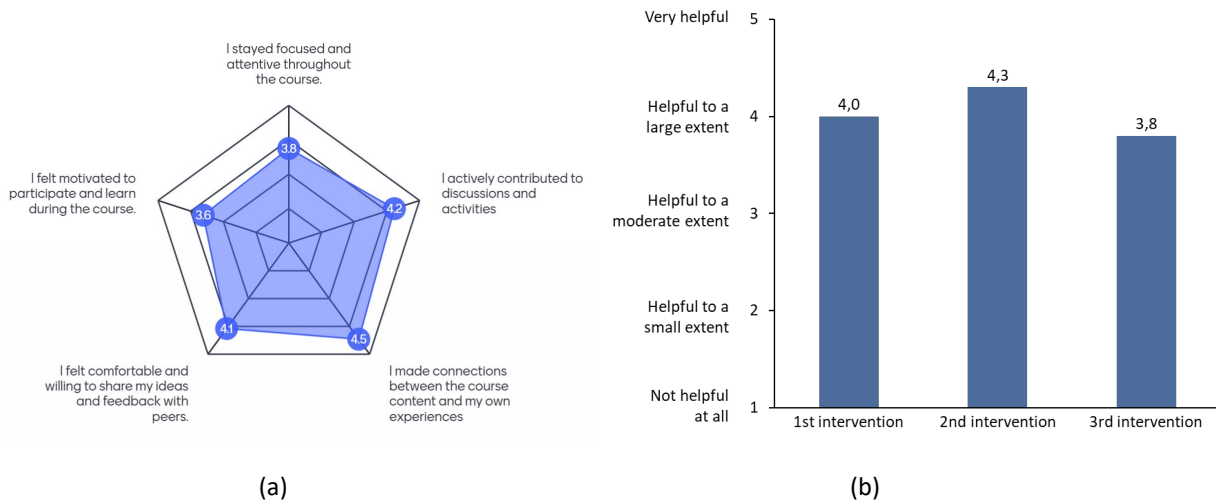 I stayed focused and
attentive throughout
the course.
3.8
I felt motivated to
participate and learn
during the course.
3.6
I actively contributed to
discussions and
activities
4.2
4.1
4.5
I felt comfortable and
willing to share my ideas
and feedback with
peers.
I made connections
between the course
content and my own
experiences
(a)
Very helpful
5
Helpful to a
large extent
4
Helpful to a
moderate extent
3
Helpful to a
small extent
2
Not helpful
at all
1
4,0
4,3
3,8
1st intervention
2nd intervention
3rd intervention
(b)